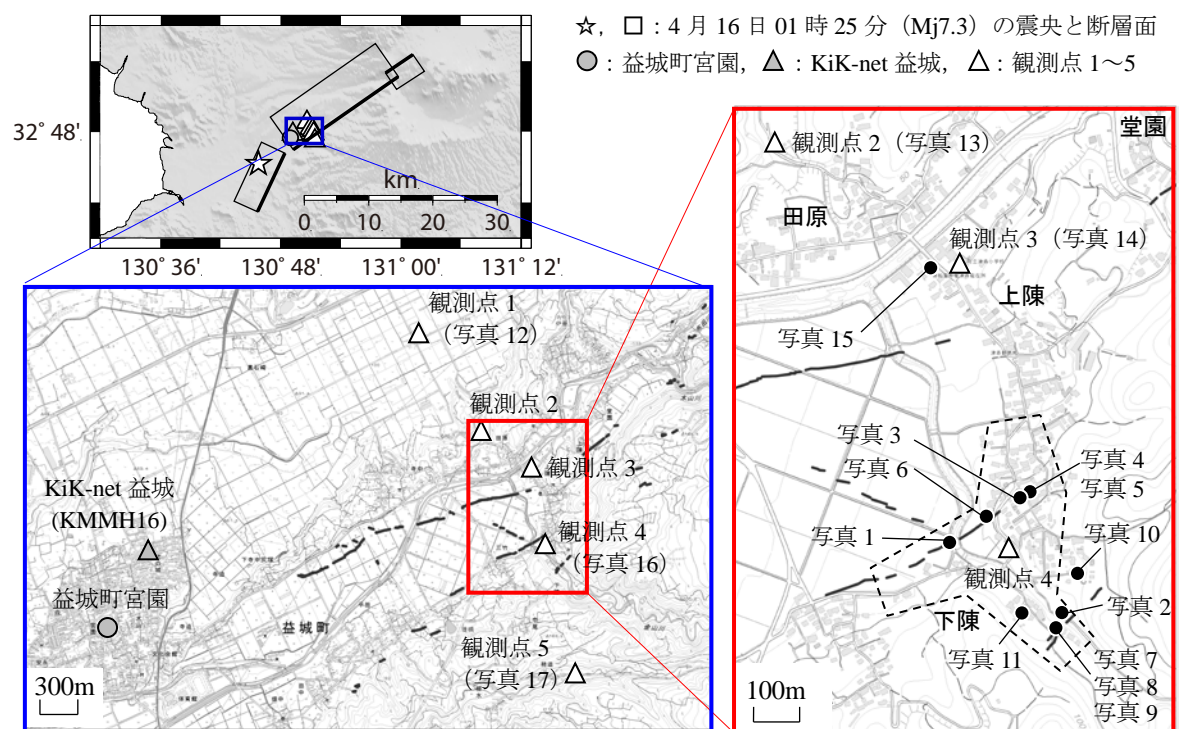 ☆, □ : 4 月 16 日 01 時 25 分（Mj7.3）の震央と断層面
○ : 益城町宮園, △ : KiK-net 益城, △ : 観測点 1〜5
32° 48'
km
0 10 20 30
130° 36' 130° 48' 131° 00' 131° 12'
観測点 1
（写真 12）
観測点 2
観測点 3
KiK-net 益城
(KMMH16)
観測点 4
（写真 16）
益城町宮園
益城町
観測点 5
（写真 17）
300m
堂園
観測点 2（写真 13）
田原
観測点 3（写真 14）
上陳
写真 15
写真 3
写真 6
写真 4
写真 5
写真 1
写真 10
観測点 4
下陳
写真 2
写真 11
写真 7
写真 8
写真 9
100m